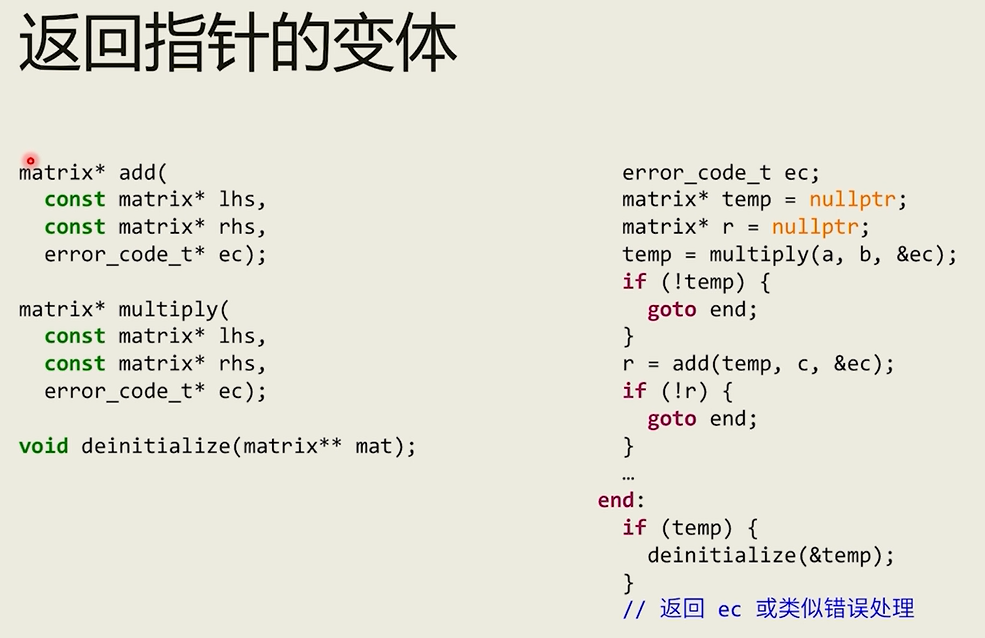 返回指针的变体
matrix* add(
  const matrix* lhs,
  const matrix* rhs,
  error_code_t* ec);
matrix* multiply(
  const matrix* lhs,
  const matrix* rhs,
  error_code_t* ec);
void deinitialize(matrix** mat);
  error_code_t ec;
  matrix* temp = nullptr;
  matrix* r = nullptr;
  temp = multiply(a, b, &ec);
  if (!temp) {
    goto end;
  }
  r = add(temp, c, &ec);
  if (!r) {
    goto end;
  }
  …
end:
  if (temp) {
    deinitialize(&temp);
  }
  // 返回 ec 或类似错误处理